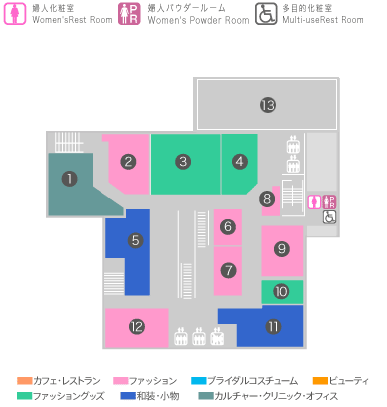 婦人化粧室
Women'sRest Room
婦人パウダールーム
Women's Powder Room
多目的化粧室
Multi-useRest Room
PR
13
2
3
4
1
8
PR
5
6
9
7
10
12
11
カフェ・レストラン
ファッション
ブライダルコスチューム
ビューティ
ファッショングッズ
和装・小物
カルチャー・クリニック・オフィス